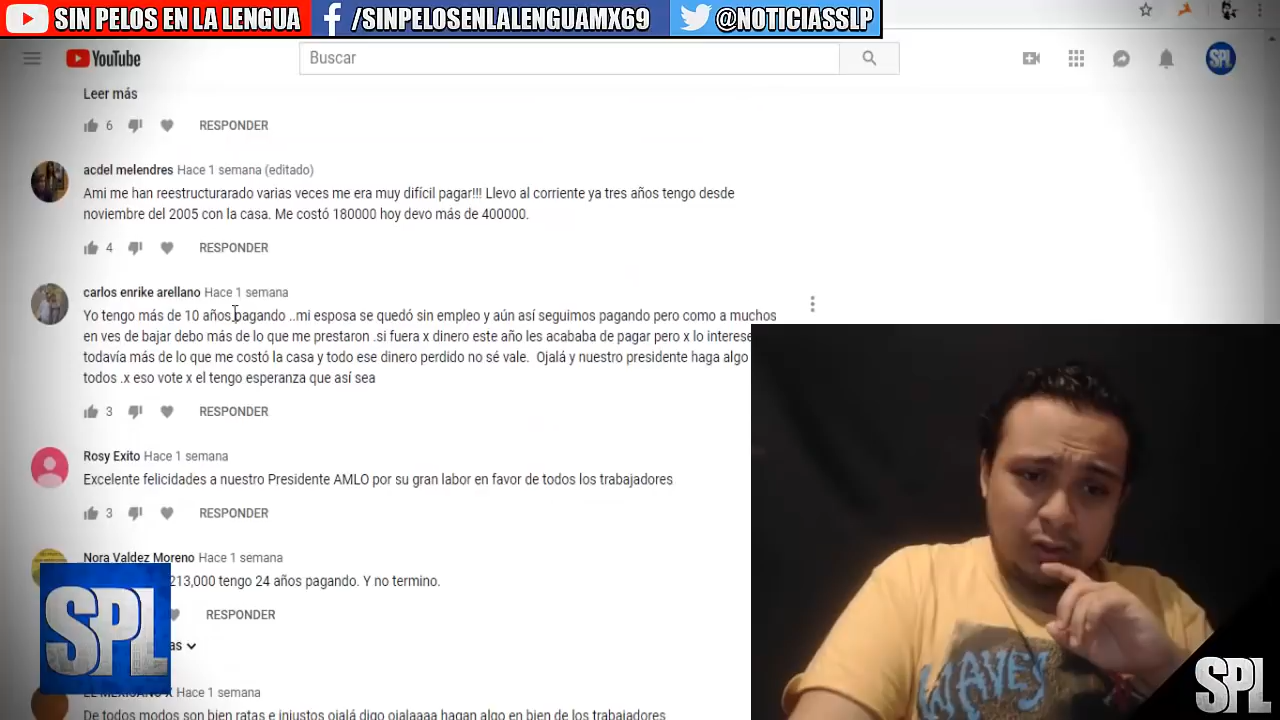 SIN PELOS EN LA LENGUA
/SINPELOSENLALENGUAMX69
@NOTICIASSLP
YouTube
Buscar
SPL
Leer más
6 RESPONDER
acdel melendres Hace 1 semana (editado)
Ami me han reestructurarado varias veces me era muy difícil pagar!!! Llevo al corriente ya tres años tengo desde
noviembre del 2005 con la casa. Me costó 180000 hoy devo más de 400000.
4 RESPONDER
carlos enrike arellano Hace 1 semana
Yo tengo más de 10 años pagando ..mi esposa se quedó sin empleo y aún así seguimos pagando pero como a muchos
en ves de bajar debo más de lo que me prestaron .si fuera x dinero este año les acababa de pagar pero x lo
todavía más de lo que me costó la casa y todo ese dinero perdido no sé vale. Ojalá y nuestro presidente haga algo
todos .x eso vote x el tengo esperanza que así sea
3 RESPONDER
Rosy Exito Hace 1 semana
Excelente felicidades a nuestro Presidente AMLO por su gran labor en favor de todos los trabajadores
3 RESPONDER
Nora Valdez Moreno Hace 1 semana
213,000 tengo 24 años pagando. Y no termino.
RESPONDER
SPL
Hace 1 semana
De todos modos son bien ratas e injustos ojalá digo ojalaaaa hagan algo en bien de los trabajadores
WAVES
SPL